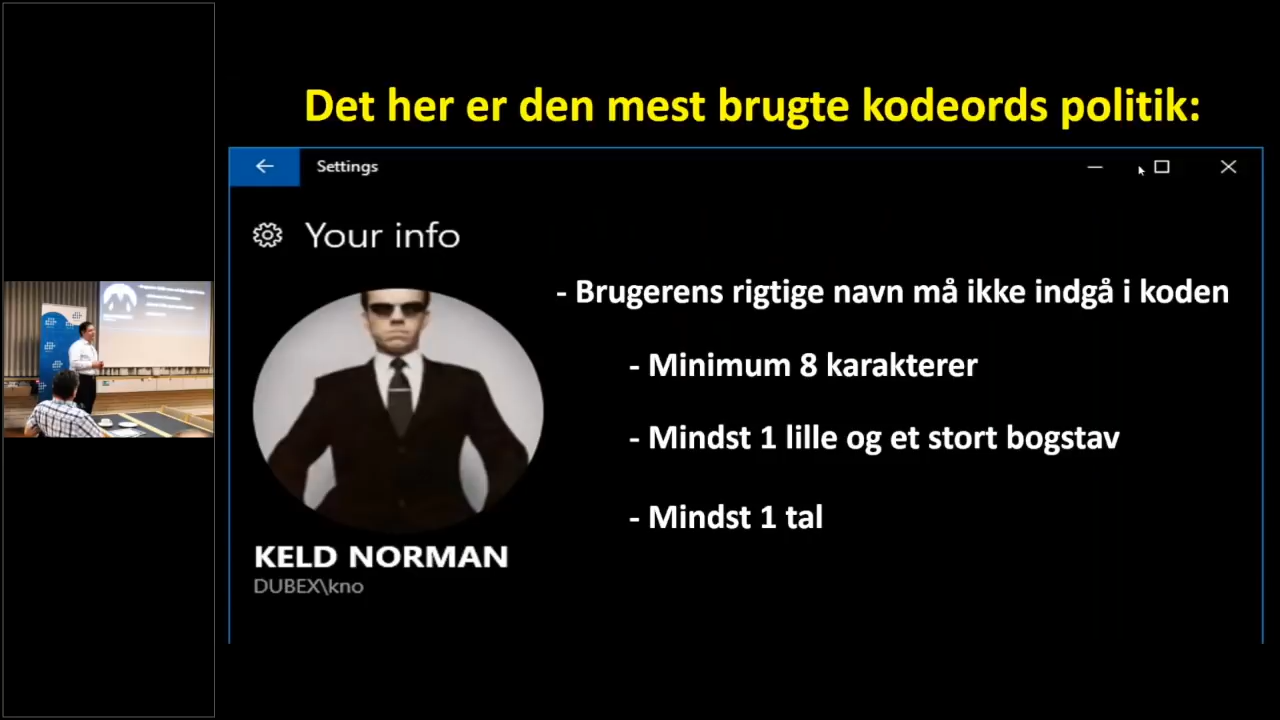 Det her er den mest brugte kodeords politik:
Settings
Your info
- Brugerens rigtige navn må ikke indgå i koden
- Minimum 8 karakterer
- Mindst 1 lille og et stort bogstav
- Mindst 1 tal
KELD NORMAN
DUBEX\kno